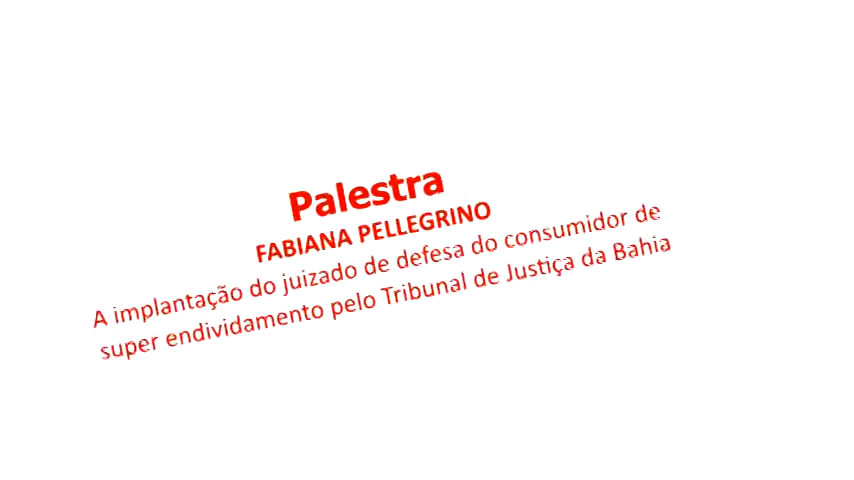 Palestra
FABIANA PELLEGRINO
A implantação do juizado de defesa do consumidor de
super endividamento pelo Tribunal de Justiça da Bahia